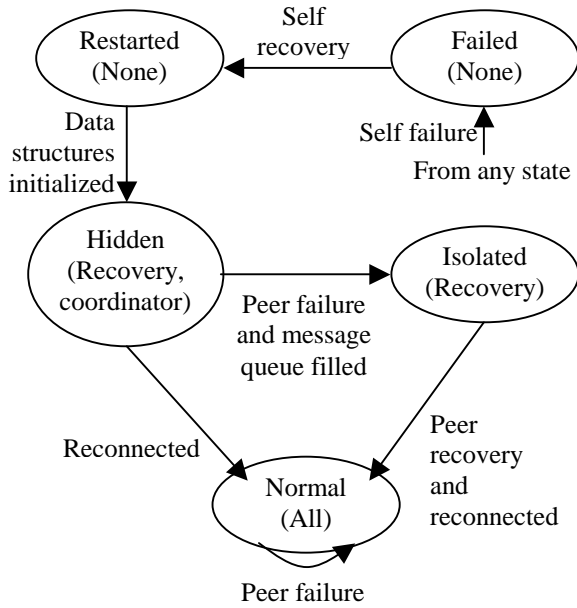 Restarted
(None)
Self
recovery
Failed
(None)
Data
structures
initialized
Self failure
From any state
Hidden
(Recovery,
coordinator)
Isolated
(Recovery)
Peer failure
and message
queue filled
Reconnected
Peer
recovery
and
reconnected
Normal
(All)
Peer failure